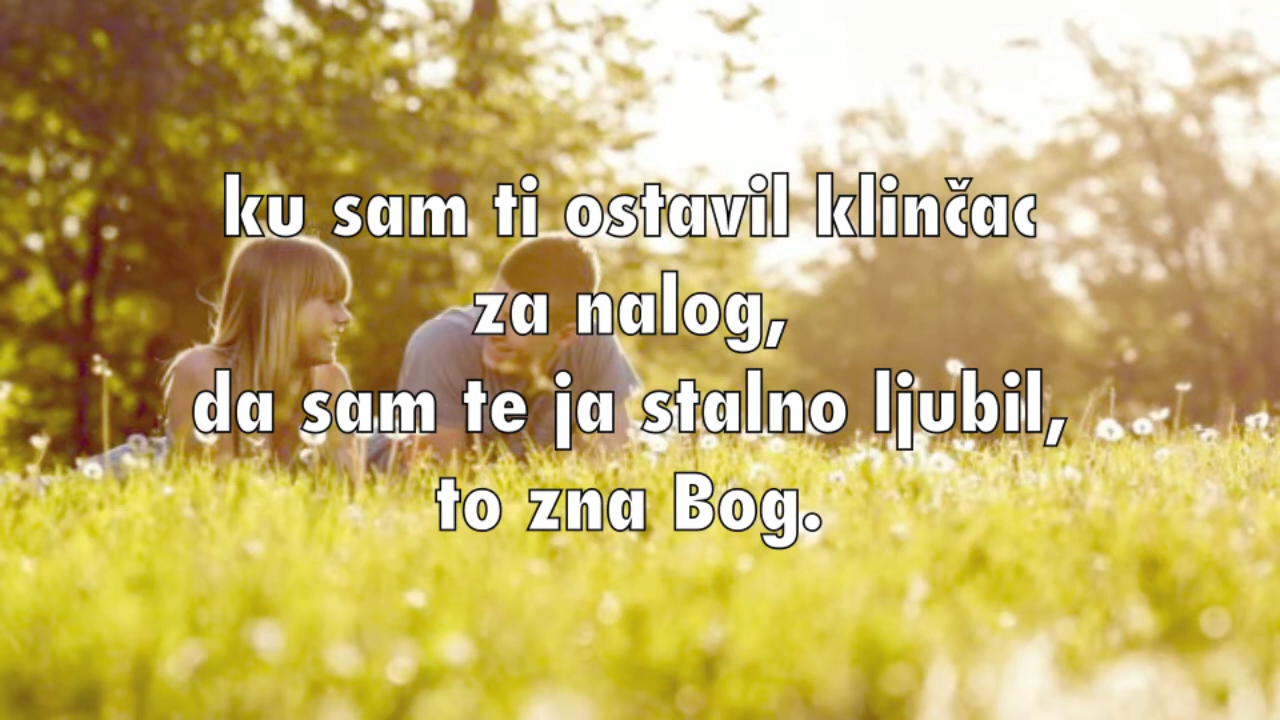 ku sam ti ostavil klinčac
za nalog,
da sam te ja stalno ljubil,
to zna Bog.